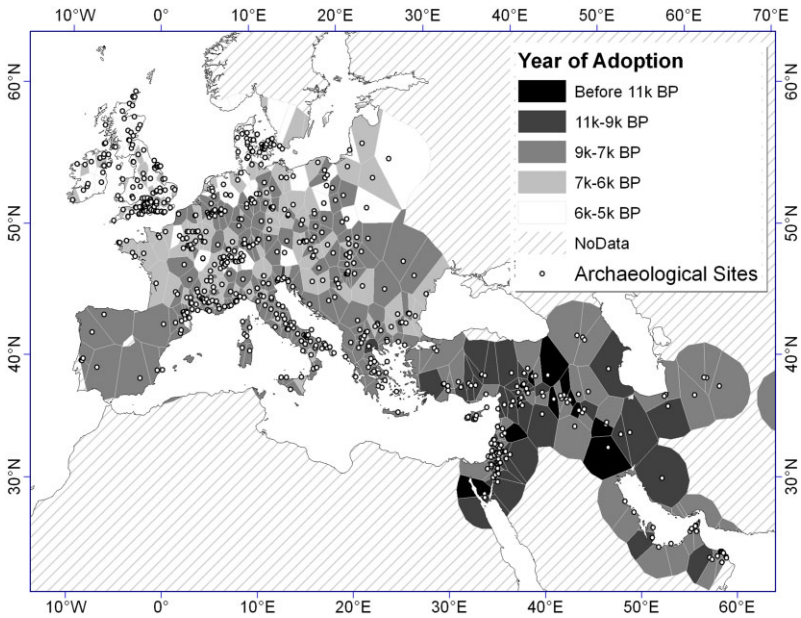 10°W 0° 10°E 20°E 30°E 40°E 50°E 60°E 70°E
Year of Adoption
Before 11k BP
11k-9k BP
9k-7k BP
7k-6k BP
6k-5k BP
NoData
Archaeological Sites
60°N 60°N
50°N 50°N
40°N 40°N
30°N 30°N
10°W 0° 10°E 20°E 30°E 40°E 50°E 60°E